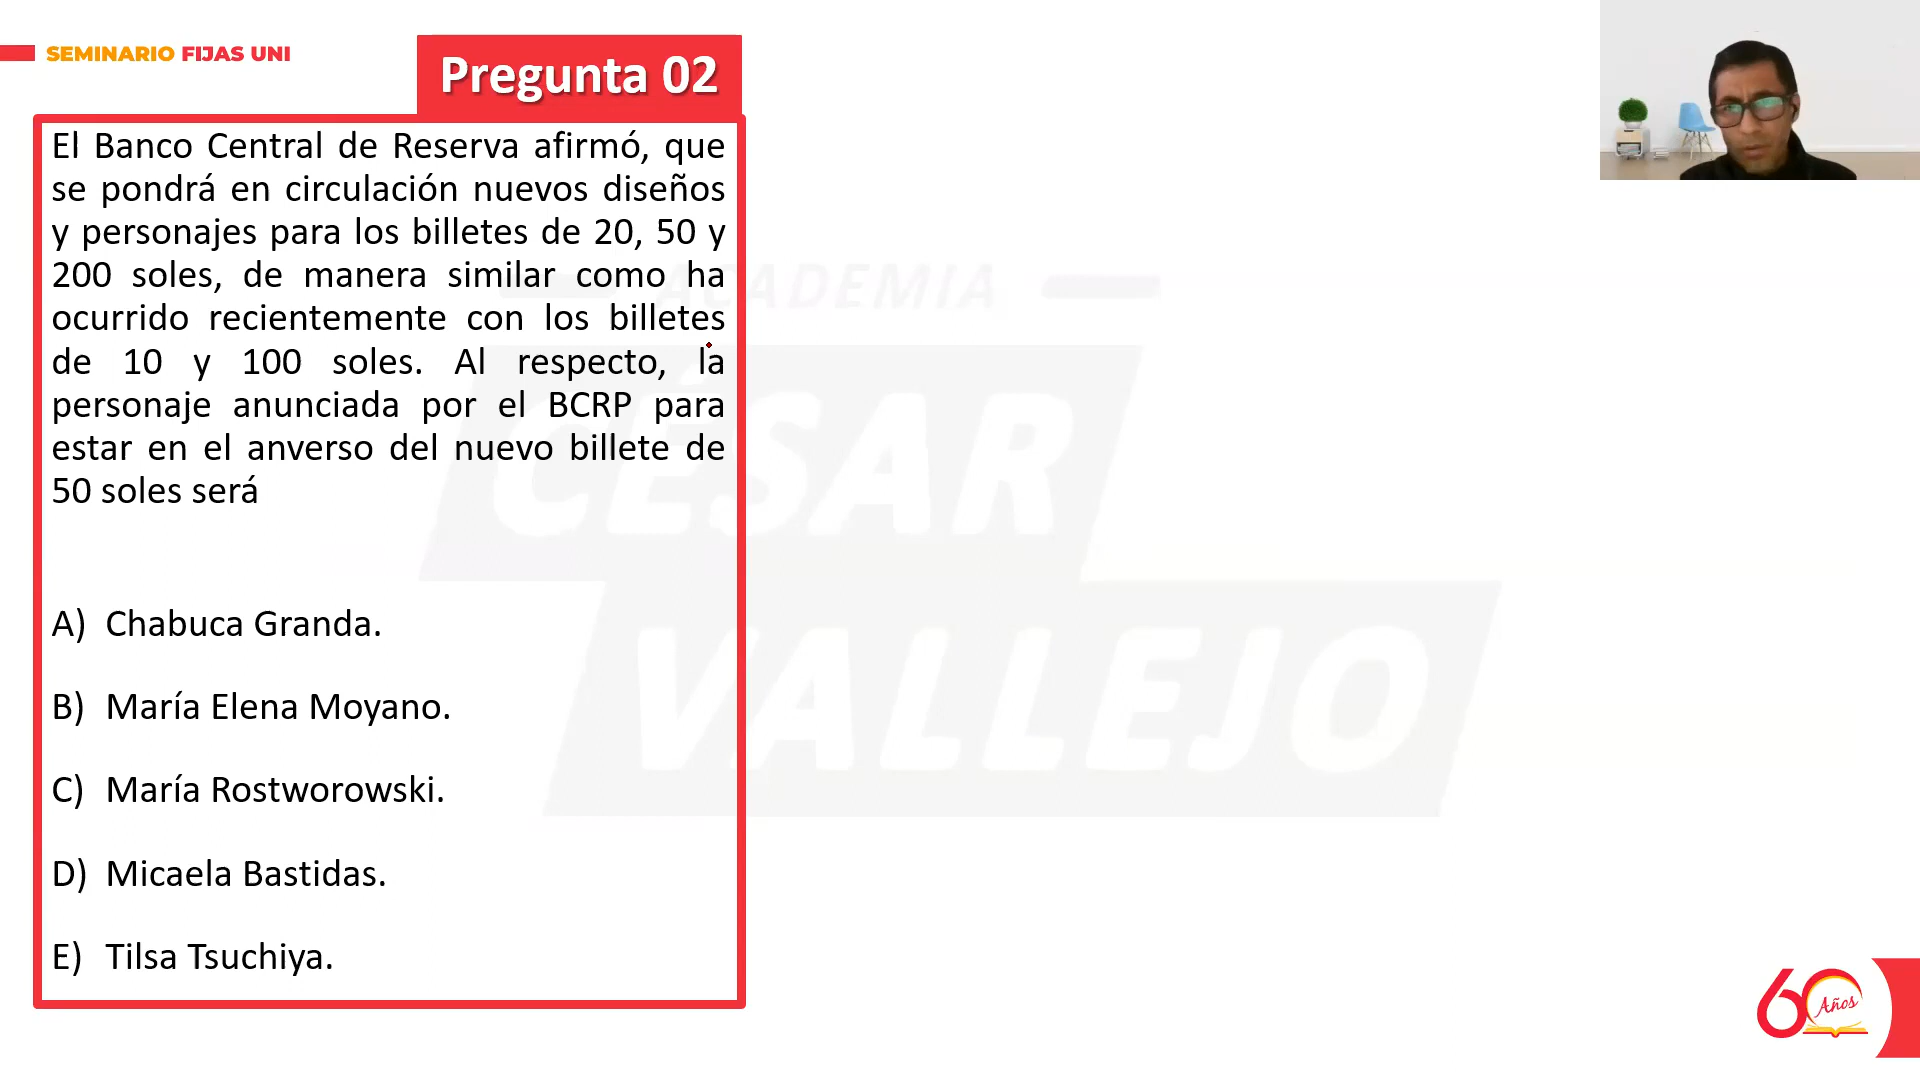 SEMINARIO FIJAS UNI
Pregunta 02
El Banco Central de Reserva afirmó, que
se pondrá en circulación nuevos diseños
y personajes para los billetes de 20, 50 y
200 soles, de manera similar como ha
ocurrido recientemente con los billetes
de 10 y 100 soles. Al respecto, la
personaje anunciada por el BCRP para
estar en el anverso del nuevo billete de
50 soles será
A) Chabuca Granda.
B) María Elena Moyano.
C) María Rostworowski.
D) Micaela Bastidas.
E) Tilsa Tsuchiya.
ACADEMIA
CÉSAR
VALLEJO
60 Años